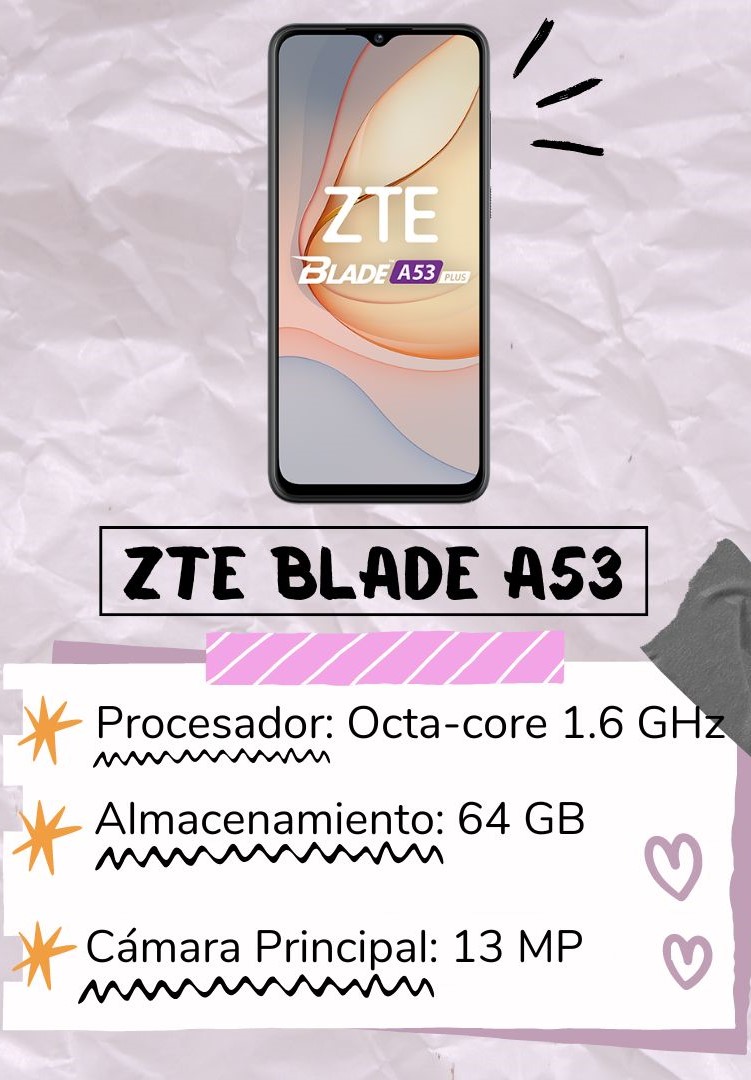 ZTE
BLADE A53 PLUS
ZTE BLADE A53
Procesador: Octa-core 1.6 GHz
Almacenamiento: 64 GB
Cámara Principal: 13 MP